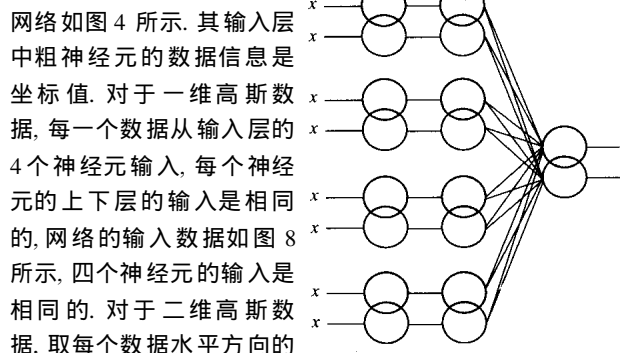 网络如图 4 所示. 其输入层
中粗神经元的数据信息是
坐标值. 对于一维高斯数
据, 每一个数据从输入层的
4 个神经元输入, 每个神经
元的上下层的输入是相同
的, 网络的输入数据如图 8
所示, 四个神经元的输入是
相同的. 对于二维高斯数
据, 取每个数据水平方向的
x
x
x
x
x
x
x
x